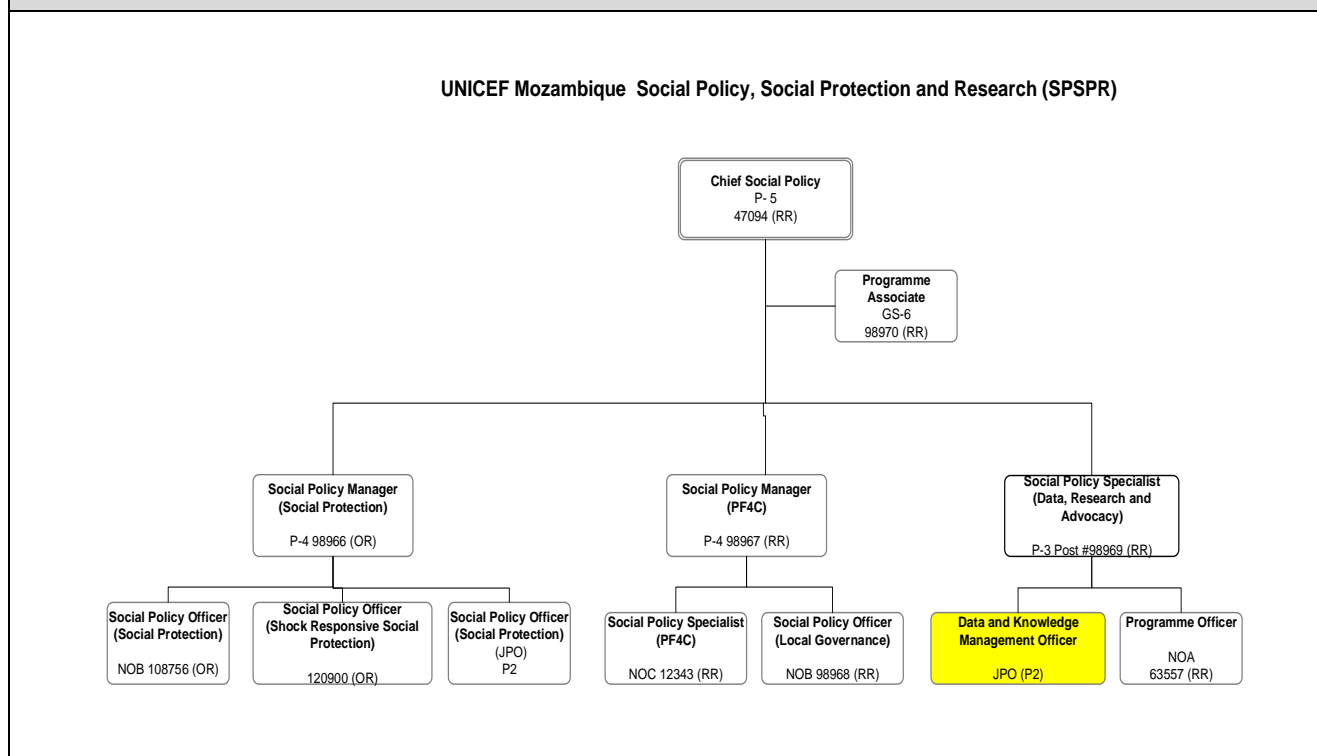 UNICEF Mozambique  Social Policy, Social Protection and Research (SPSPR)
Chief Social Policy
P- 5
47094 (RR)
Programme
Associate
GS-6
98970 (RR)
Social Policy Manager
(Social Protection)
P-4 98966 (OR)
Social Policy Manager
(PF4C)
P-4 98967 (RR)
Social Policy Specialist
(Data, Research and
Advocacy)
P-3 Post #98969 (RR)
Social Policy Officer
(Social Protection)
NOB 108756 (OR)
Social Policy Officer
(Shock Responsive Social
Protection)
120900 (OR)
Social Policy Officer
(Social Protection)
(JPO)
P2
Social Policy Specialist
(PF4C)
NOC 12343 (RR)
Social Policy Officer
(Local Governance)
NOB 98968 (RR)
Data and Knowledge
Management Officer
JPO (P2)
Programme Officer
NOA
63557 (RR)